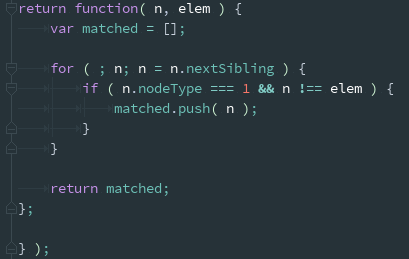 return function( n, elem ) {
var matched = [];
for ( ; n; n = n.nextSibling ) {
if ( n.nodeType === 1 && n !== elem ) {
matched.push( n );
}
}
return matched;
};
} );